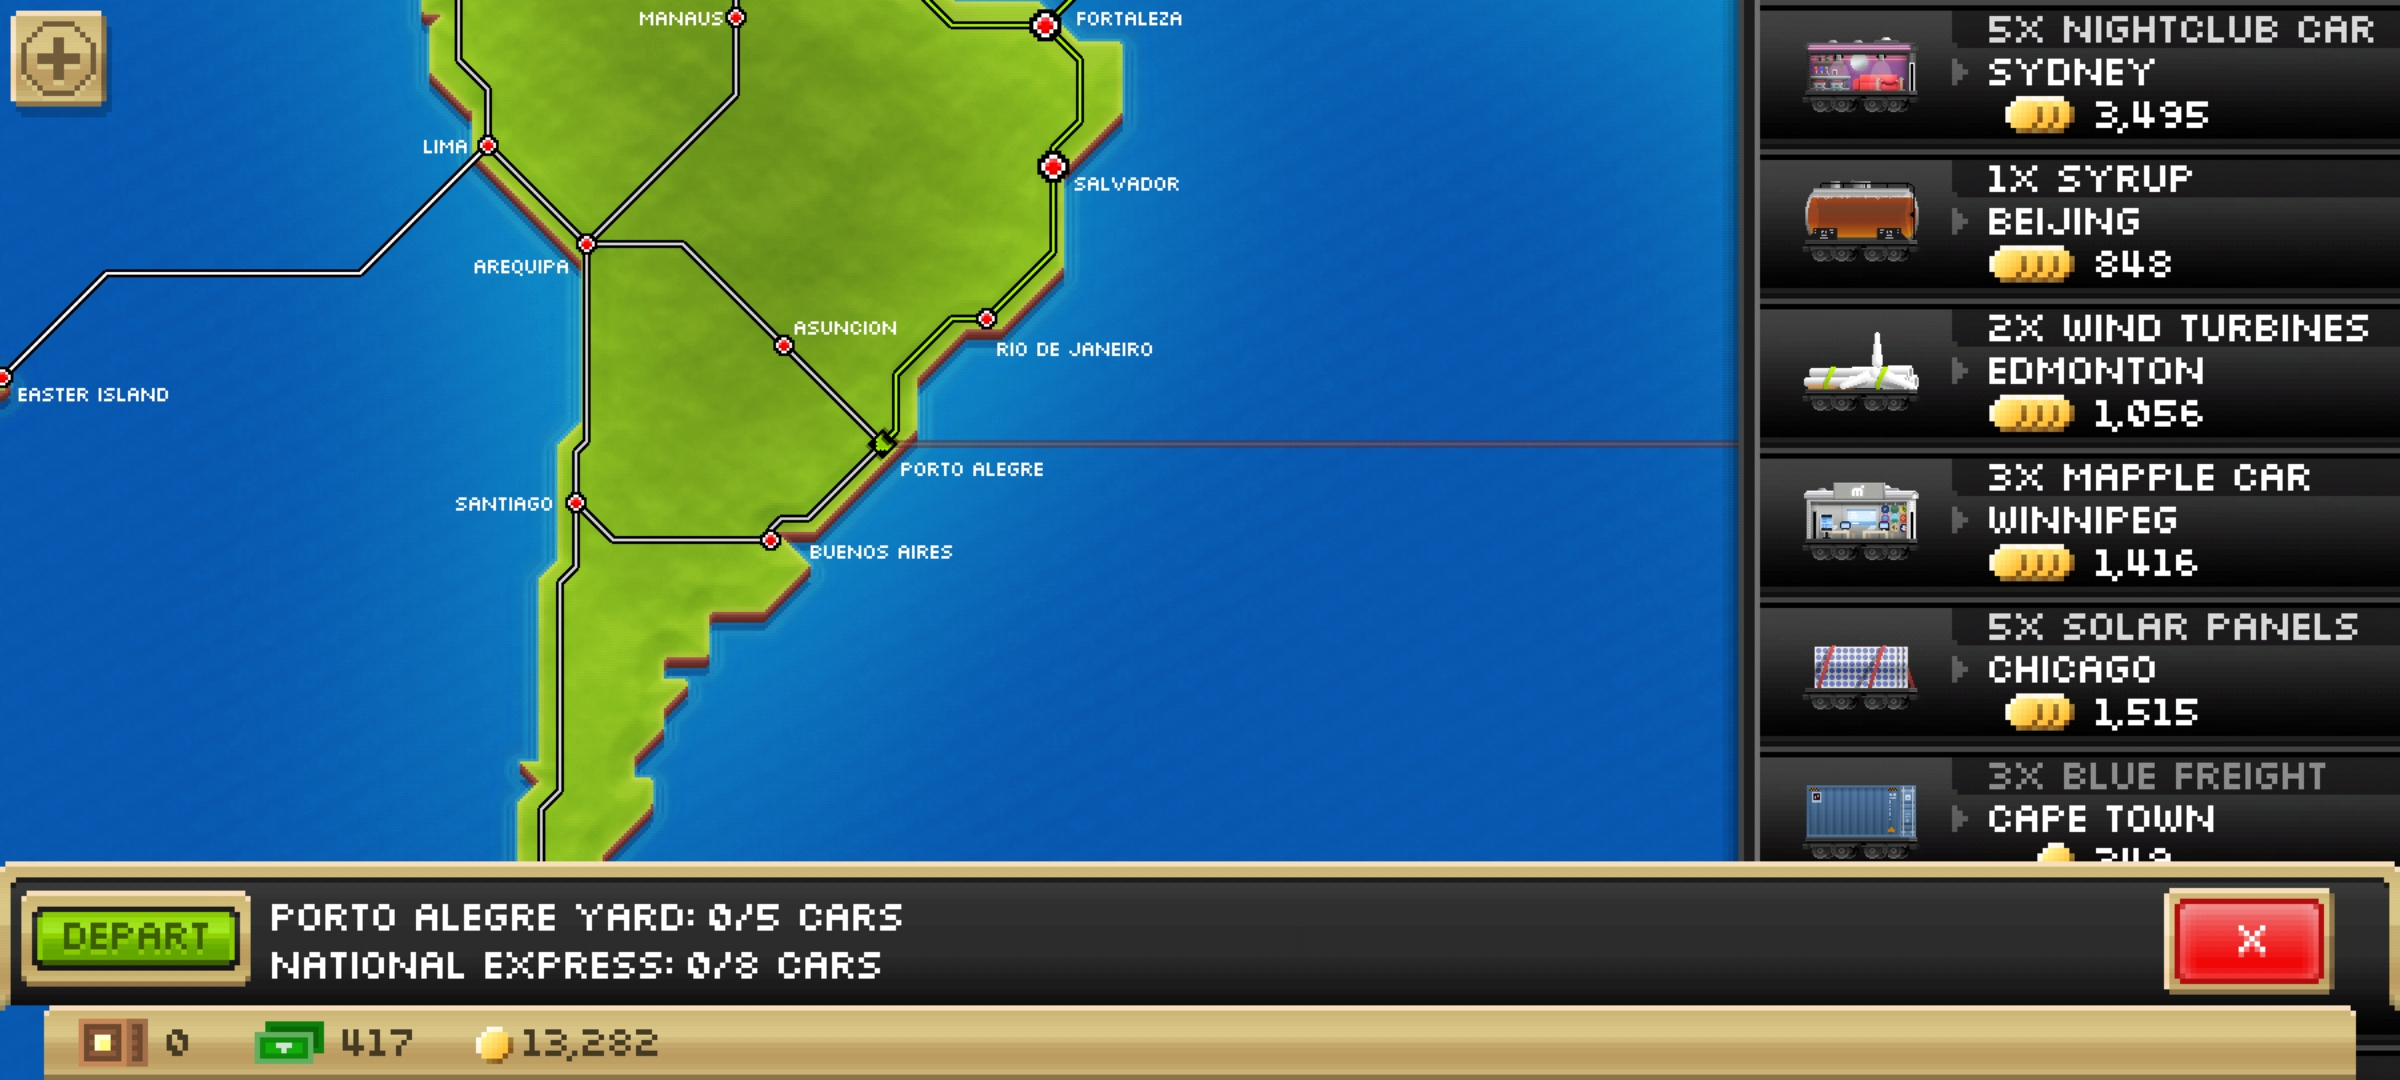 MANAUS
FORTALEZA
LIMA
SALVADOR
AREQUIPA
ASUNCION
RIO DE JANEIRO
EASTER ISLAND
PORTO ALEGRE
SANTIAGO
BUENOS AIRES
5X NIGHTCLUB CAR
SYDNEY
3,495
1X SYRUP
BEIJING
848
2X WIND TURBINES
EDMONTON
1,056
3X MAPPLE CAR
WINNIPEG
1,416
5X SOLAR PANELS
CHICAGO
1,515
3X BLUE FREIGHT
CAPE TOWN
DEPART
PORTO ALEGRE YARD: 0/5 CARS
NATIONAL EXPRESS: 0/8 CARS
X
0
417
13,282